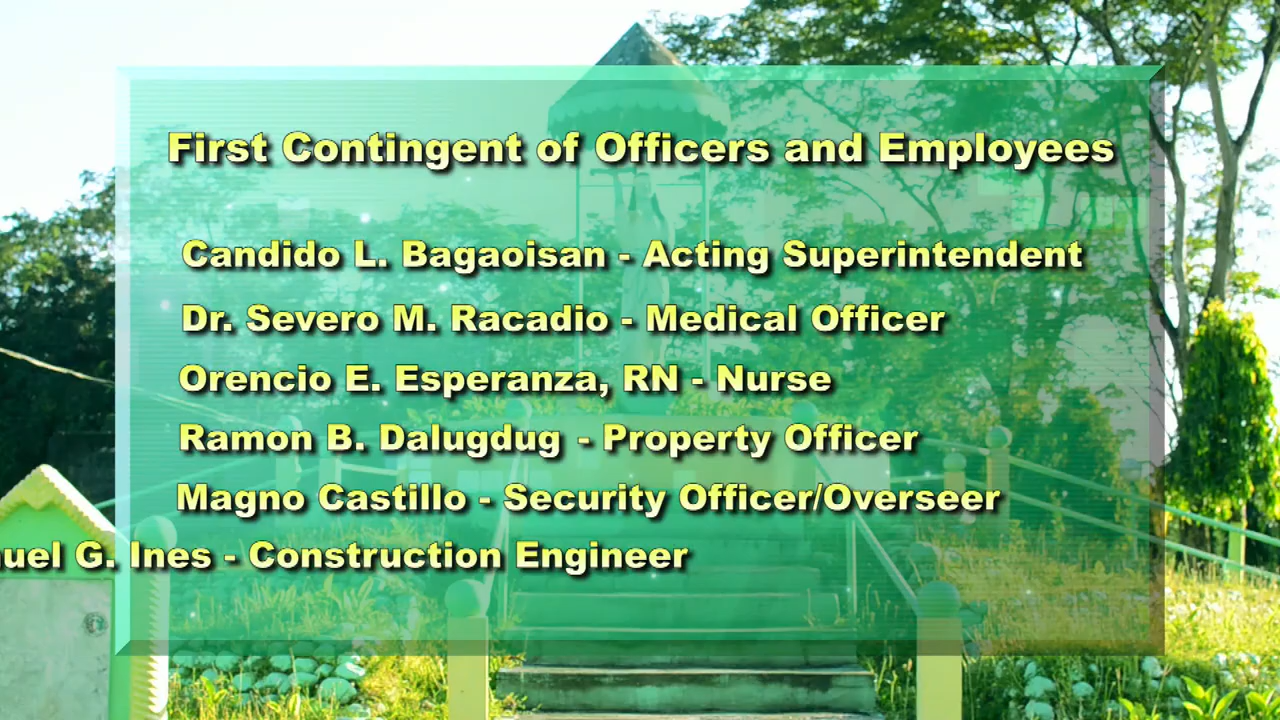 First Contingent of Officers and Employees
Candido L. Bagaoisan - Acting Superintendent
Dr. Severo M. Racadio - Medical Officer
Orencio E. Esperanza, RN - Nurse
Ramon B. Dalugdug - Property Officer
Magno Castillo - Security Officer/Overseer
G. Ines - Construction Engineer